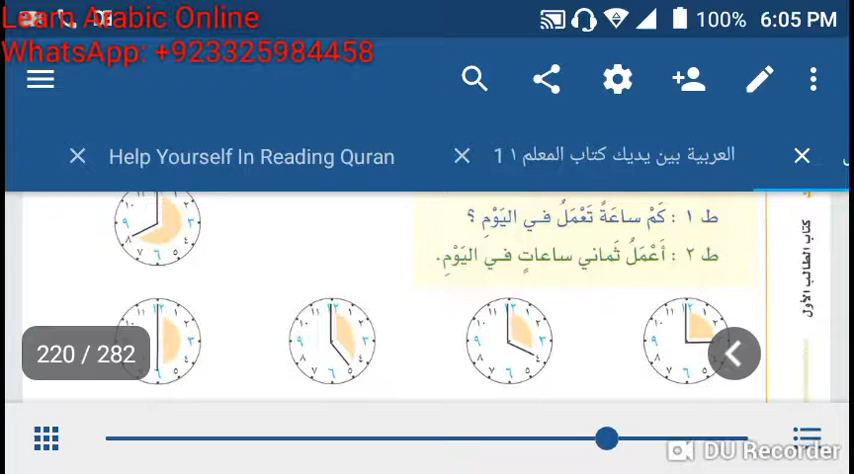 Learn Arabic Online
WhatsApp: +923325984458
100% 6:05 PM
Help Yourself In Reading Quran
العربية بين يديك كتاب المعلم ١ 1
ط ١ : كَمْ ساعَةً تَعْمَلُ في اليَوْمِ ؟
ط ٢ : أَعْمَلُ ثَماني ساعاتٍ في اليَوْمِ.
كتاب الطالب الأول
220 / 282
DU Recorder